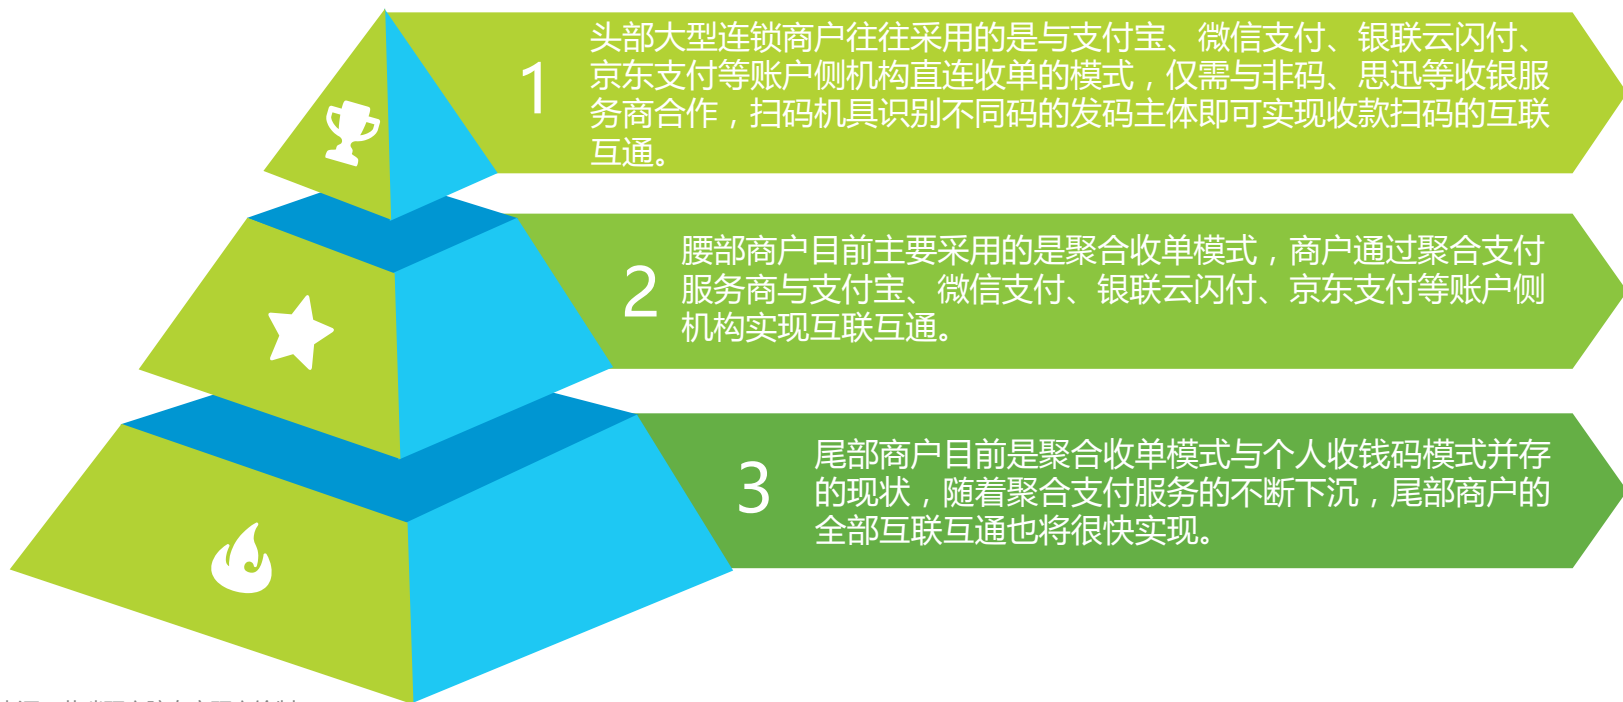 1
头部大型连锁商户往往采用的是与支付宝、微信支付、银联云闪付、
京东支付等账户侧机构直连收单的模式，仅需与非码、思迅等收银服
务商合作，扫码机具识别不同码的发码主体即可实现收款扫码的互联
互通。
2
腰部商户目前主要采用的是聚合收单模式，商户通过聚合支付
服务商与支付宝、微信支付、银联云闪付、京东支付等账户侧
机构实现互联互通。
3
尾部商户目前是聚合收单模式与个人收钱码模式并存
的现状，随着聚合支付服务的不断下沉，尾部商户的
全部互联互通也将很快实现。